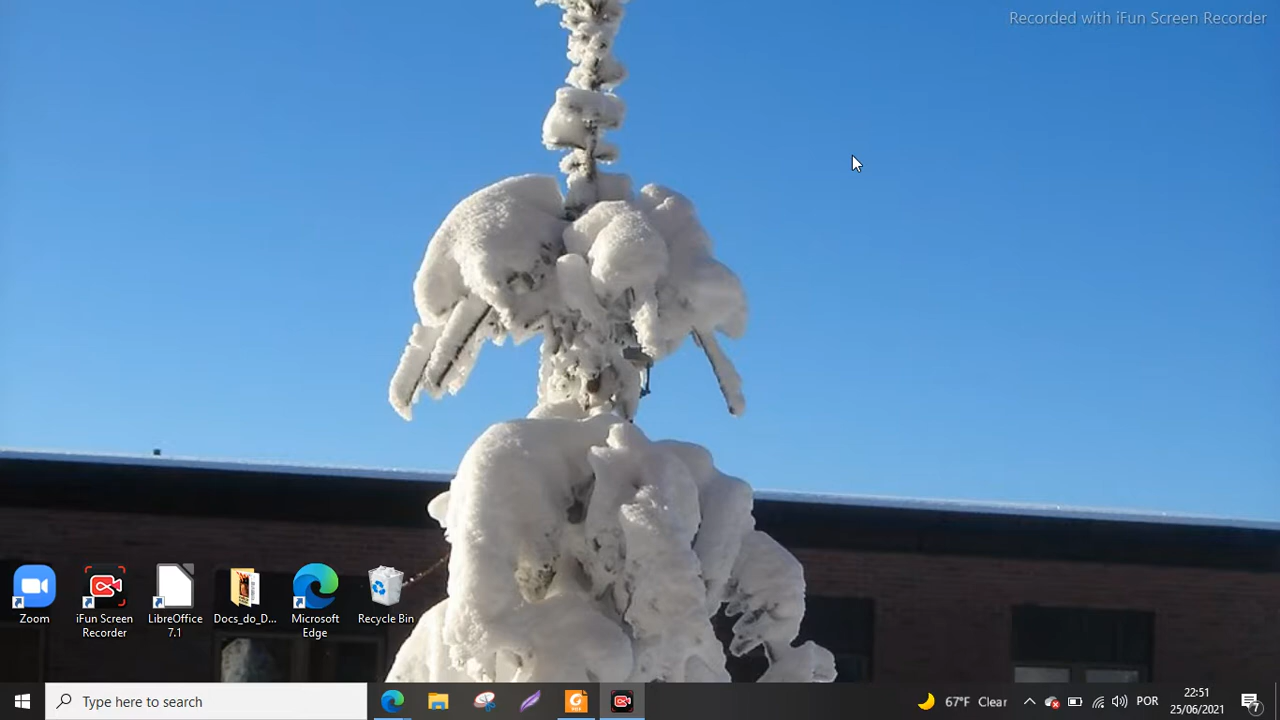 Recorded with iFun Screen Recorder
Zoom
iFun Screen
Recorder
LibreOffice
7.1
Docs_do_D...
Microsoft
Edge
Recycle Bin
Type here to search
67°F Clear
POR
22:51
25/06/2021
7